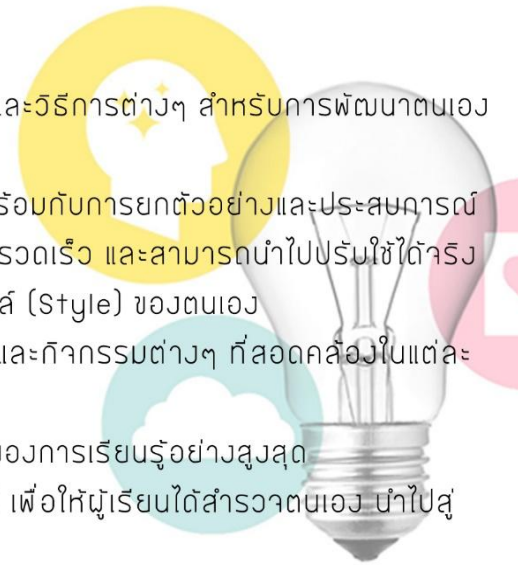 และวิธีการต่างๆ สำหรับการพัฒนาตนเอง
ร้อมกับการยกตัวอย่างและประสบการณ์
รวดเร็ว และสามารถนำไปปรับใช้ได้จริง
ล์ (Style) ของตนเอง
และกิจกรรมต่างๆ ที่สอดคล้องในแต่ละ
ของการเรียนรู้อย่างสูงสุด
เพื่อให้ผู้เรียนได้สำรวจตนเอง นำไปสู่